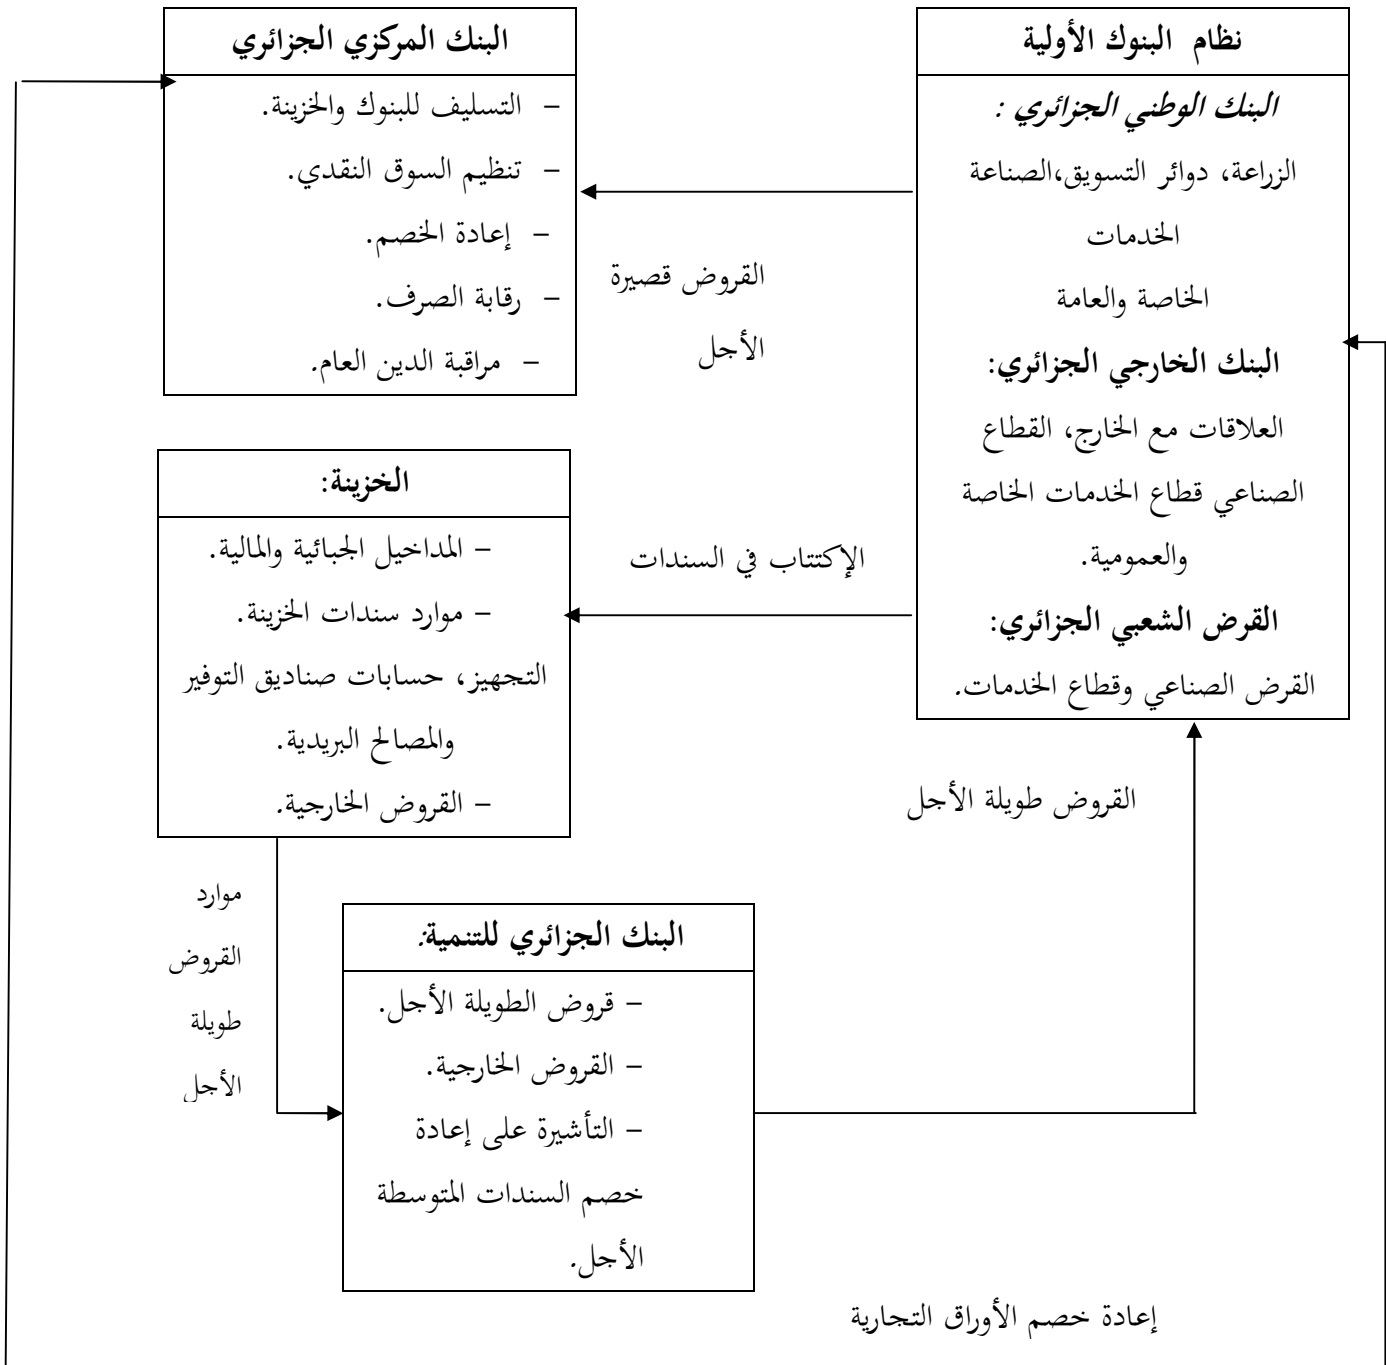 نظام البنوك الأولية
البنك الوطني الجزائري :
الزراعة، دوائر التسويق،الصناعة
الخدمات
الخاصة والعامة
البنك الخارجي الجزائري:
العلاقات مع الخارج، القطاع
الصناعي قطاع الخدمات الخاصة
والعمومية.
القرض الشعبي الجزائري:
القرض الصناعي وقطاع الخدمات.
البنك المركزي الجزائري
– التسليف للبنوك والخزينة.
– تنظيم السوق النقدي.
– إعادة الخصم.
– رقابة الصرف.
– مراقبة الدين العام.
القروض قصيرة
الأجل
الخزينة:
– المداخيل الجبائية والمالية.
– موارد سندات الخزينة.
التجهيز، حسابات صناديق التوفير
والمصالح البريدية.
– القروض الخارجية.
الإكتتاب في السندات
القروض طويلة الأجل
موارد
القروض
طويلة
الأجل
البنك الجزائري للتنمية:
– قروض الطويلة الأجل.
– القروض الخارجية.
– التأشيرة على إعادة
خصم السندات المتوسطة
الأجل.
إعادة خصم الأوراق التجارية